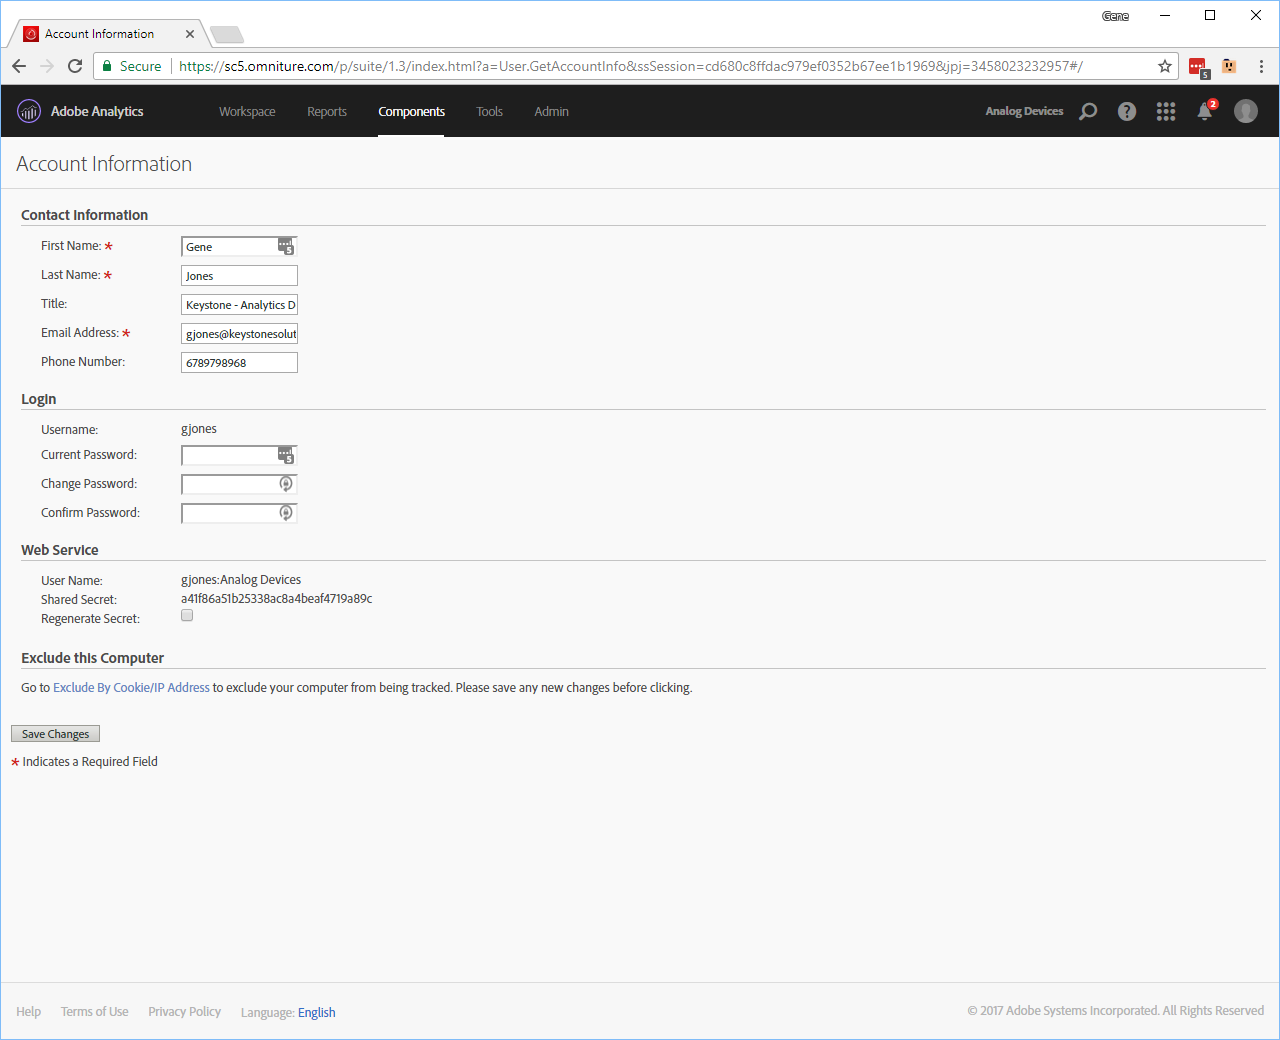 Gene
Account Information
Secure https://sc5.omniture.com/p/suite/1.3/index.html?a=User.GetAccountInfo&ssSession=cd680c8ffdac979ef0352b67ee1b1969&jpj=3458023232957#/
5
Adobe Analytics Workspace Reports Components Tools Admin Analog Devices 2
Account Information
Contact Information
First Name: * Gene 5
Last Name: * Jones
Title: Keystone - Analytics D
Email Address: * gjones@keystonesolut
Phone Number: 6789798968
Login
Username: gjones
Current Password: 5
Change Password:
Confirm Password:
Web Service
User Name: gjones:Analog Devices
Shared Secret: a41f86a51b25338ac8a4beaf4719a89c
Regenerate Secret:
Exclude this Computer
Go to Exclude By Cookie/IP Address to exclude your computer from being tracked. Please save any new changes before clicking.
Save Changes
* Indicates a Required Field
Help Terms of Use Privacy Policy Language: English © 2017 Adobe Systems Incorporated. All Rights Reserved